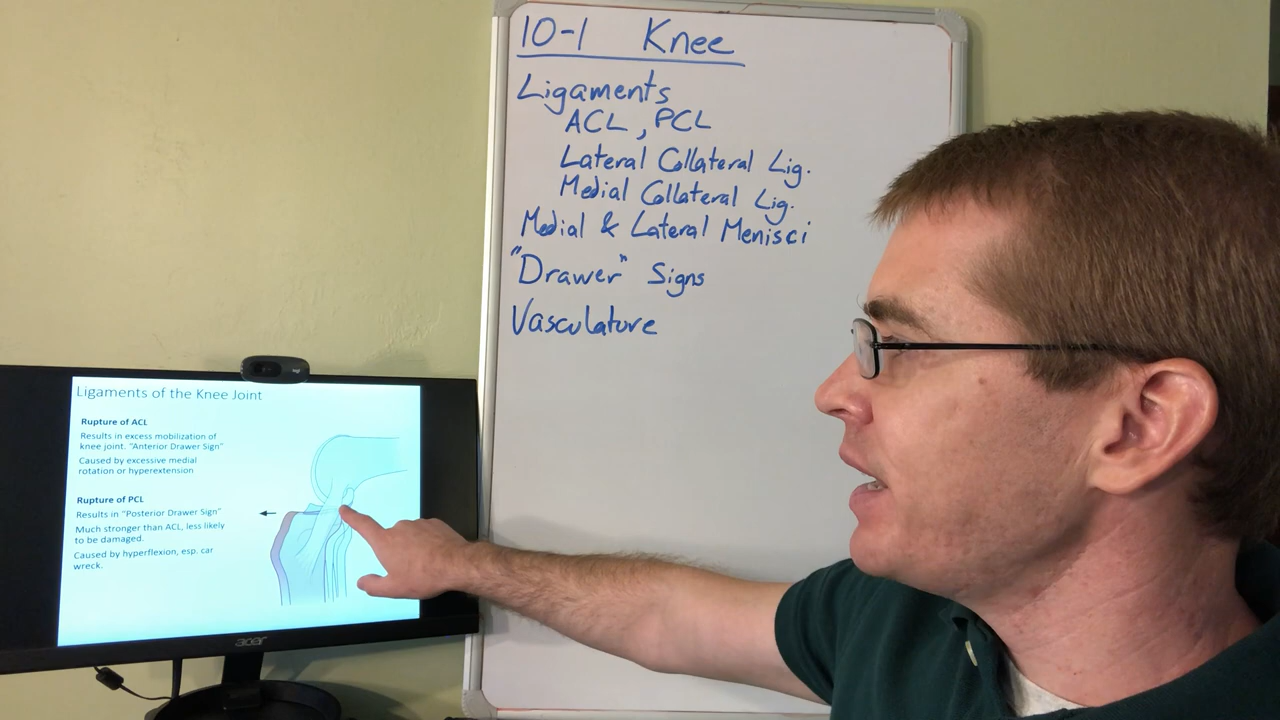 10-1 Knee
Ligaments
ACL, PCL
Lateral Collateral Lig.
Medial Collateral Lig.
Medial & Lateral Menisci
"Drawer" Signs
Vasculature
Ligaments of the Knee Joint
Rupture of ACL
Results in excess mobilization of
knee joint. "Anterior Drawer Sign"
Caused by excessive medial
rotation or hyperextension
Rupture of PCL
Results in "Posterior Drawer Sign"
Much stronger than ACL, less likely
to be damaged.
Caused by hyperflexion, esp. car
wreck.
acer